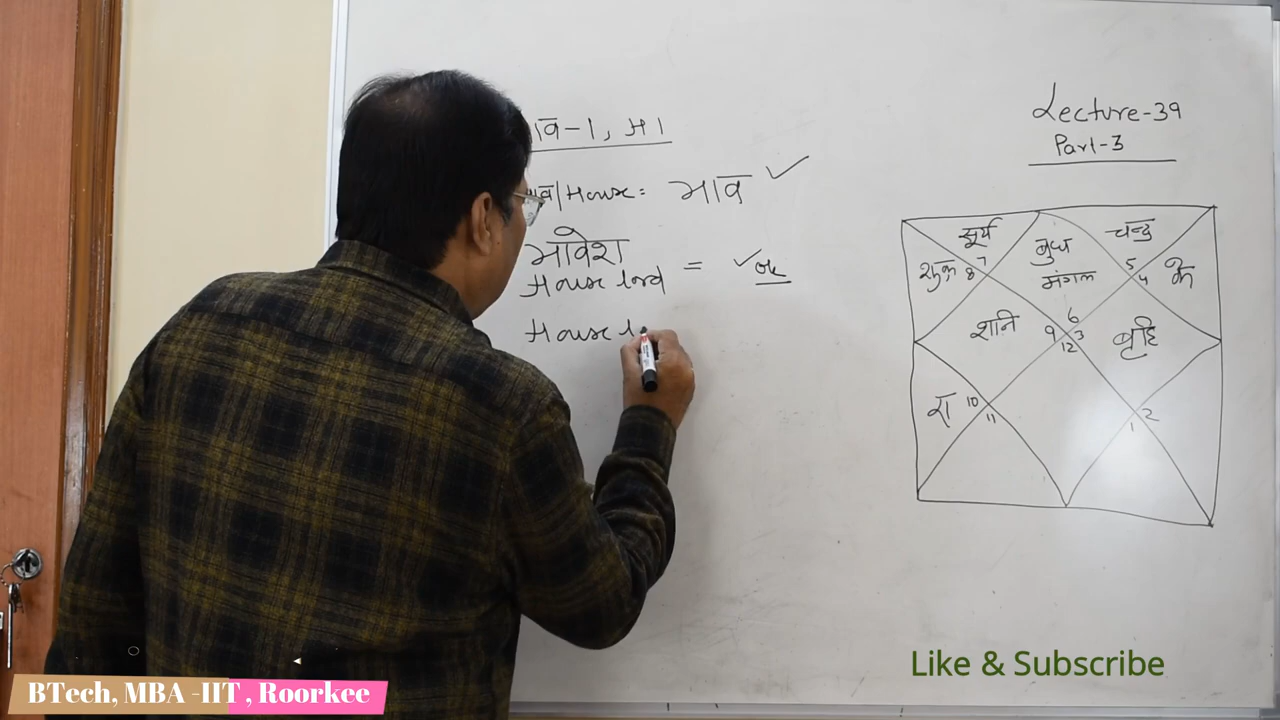 Lecture-39
Part-3
भाव-1, भा।
भाव/House = भाव ✓
भावेश
House lord = ✓ok
House l
सूर्य
बुध
चन्द्र
शुक्र 8 7
मंगल
5 4 के
शनि
9 6 3 12
बृहि
रा 10 11
2 1
Like & Subscribe
BTech, MBA -IIT , Roorkee